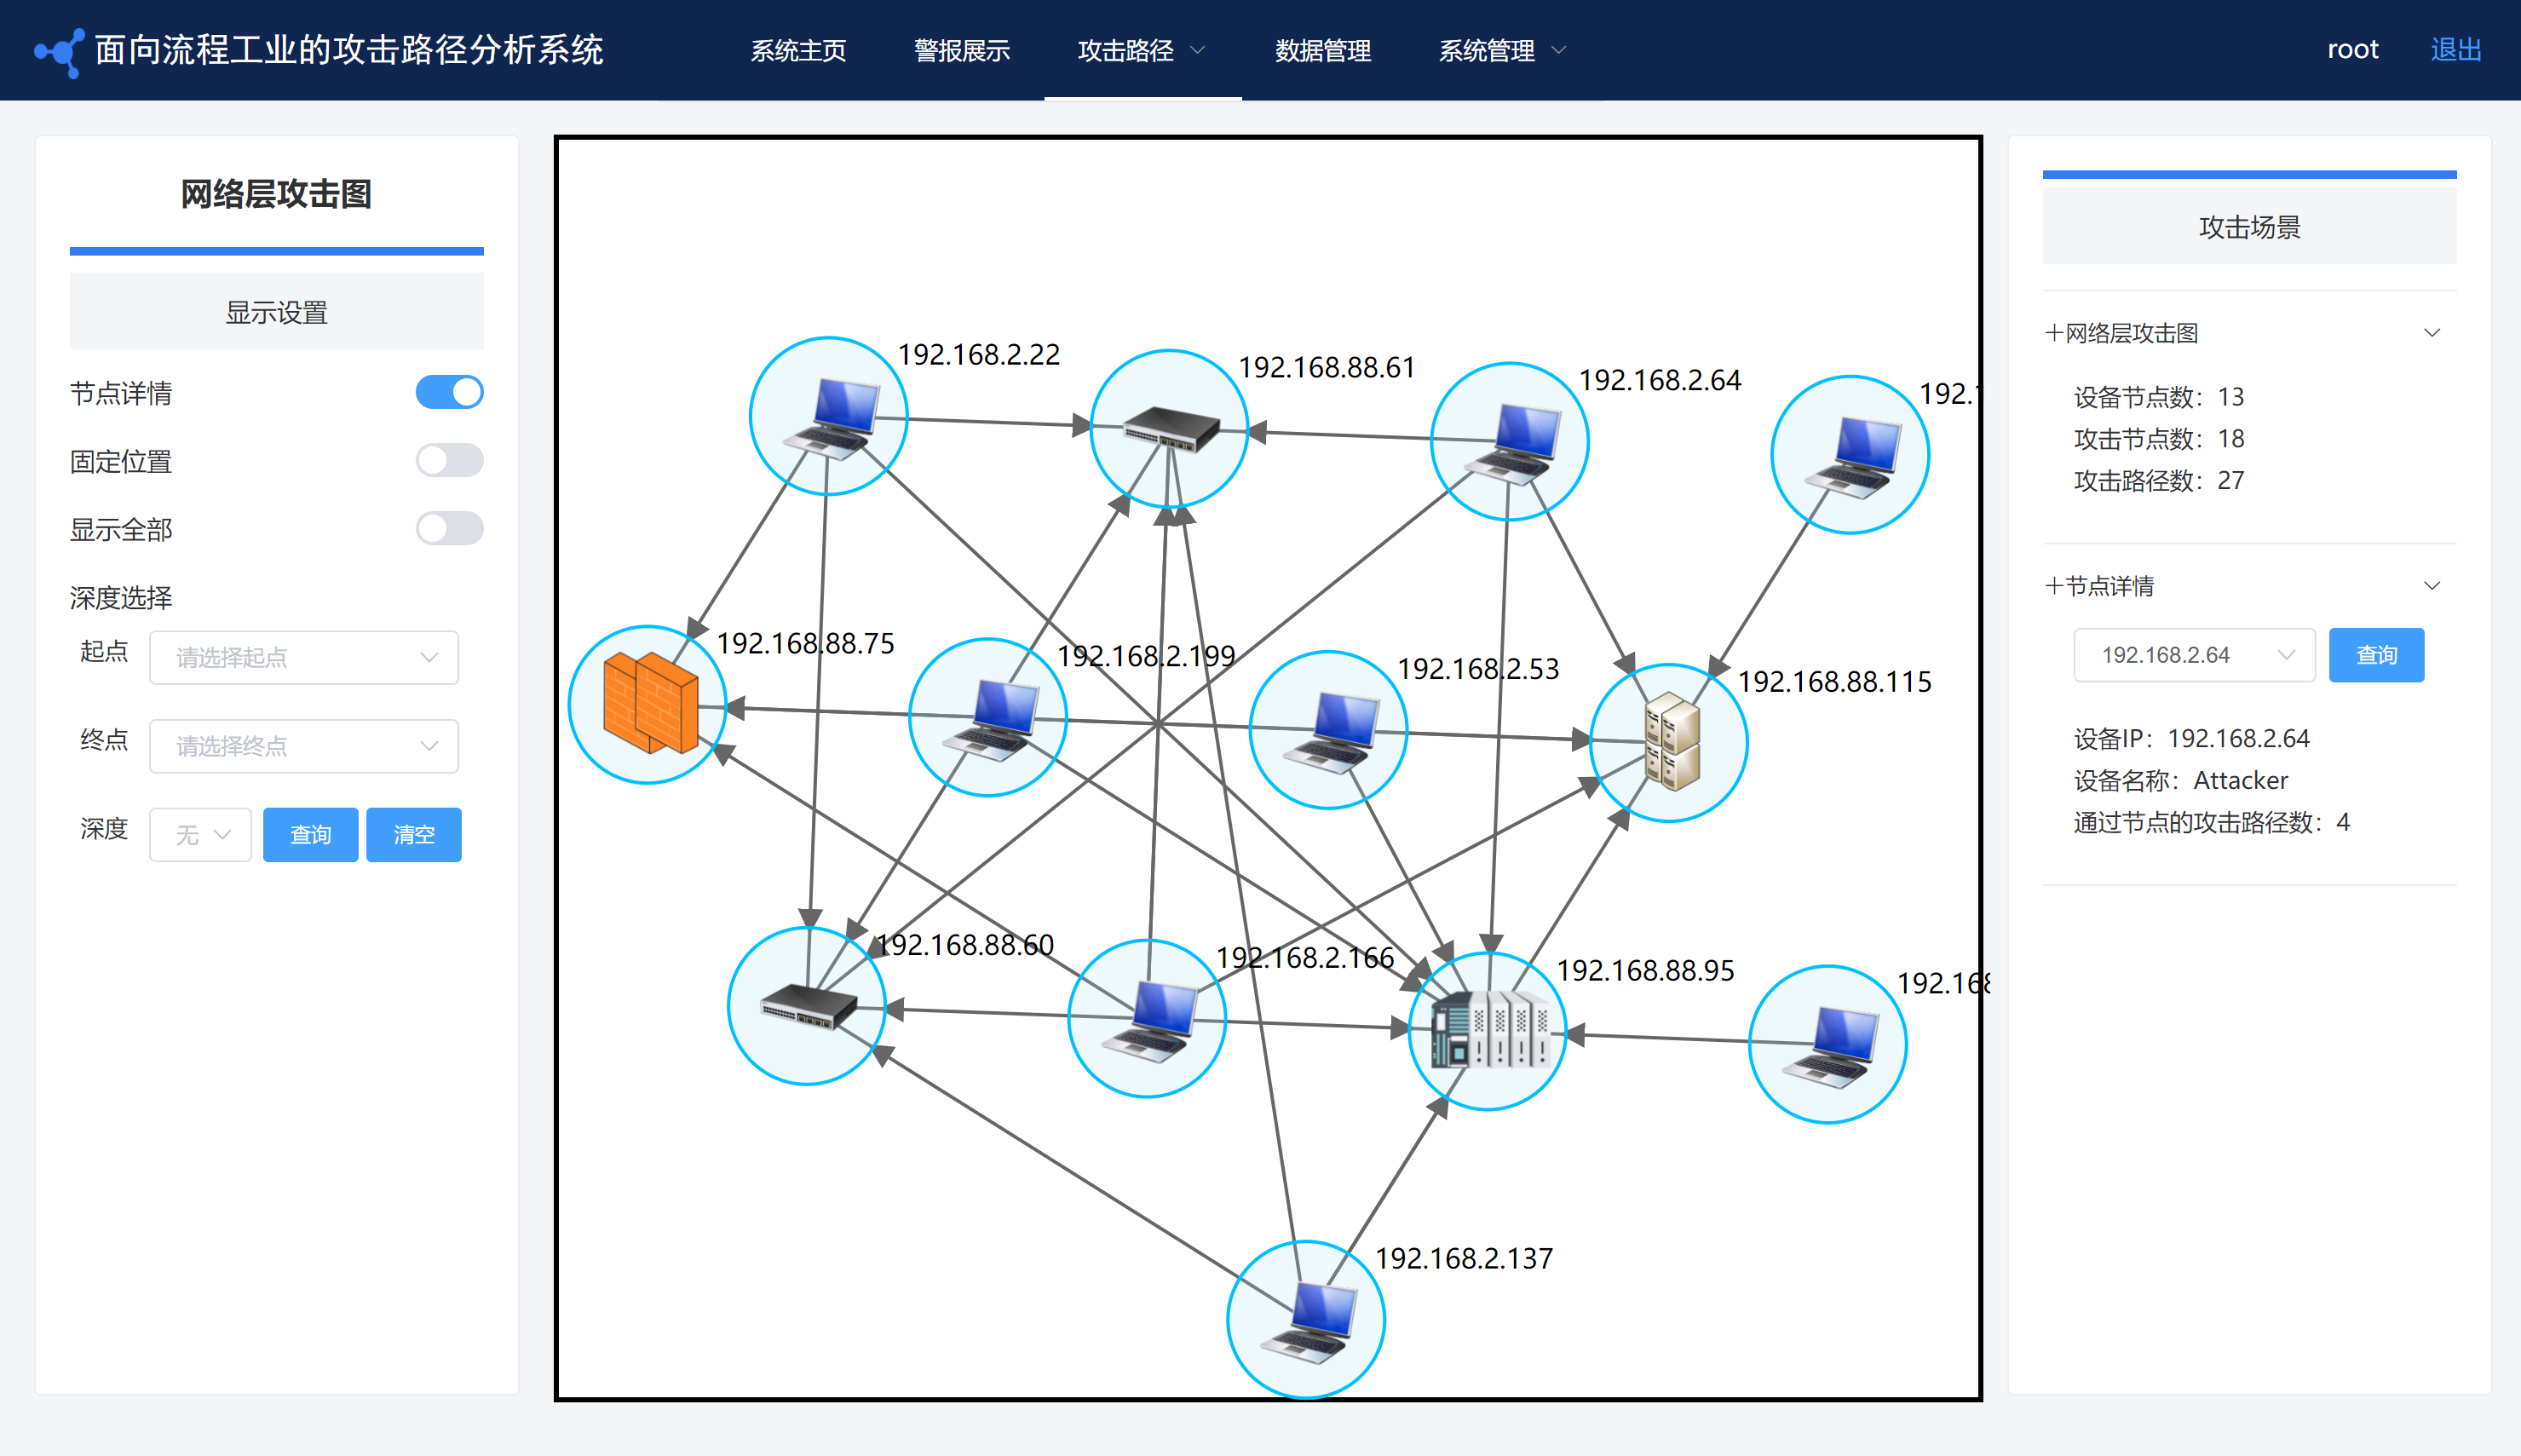 面向流程工业的攻击路径分析系统
系统主页 警报展示 攻击路径 数据管理 系统管理
root 退出
网络层攻击图
显示设置
节点详情
固定位置
显示全部
深度选择
起点 请选择起点
终点 请选择终点
深度 无 查询 清空
192.168.2.22
192.168.88.61
192.168.2.64
192.1
192.168.88.75
192.168.2.199
192.168.2.53
192.168.88.115
192.168.88.60
192.168.2.166
192.168.88.95
192.168
192.168.2.137
攻击场景
+网络层攻击图
设备节点数：13
攻击节点数：18
攻击路径数：27
+节点详情
192.168.2.64 查询
设备IP：192.168.2.64
设备名称：Attacker
通过节点的攻击路径数：4